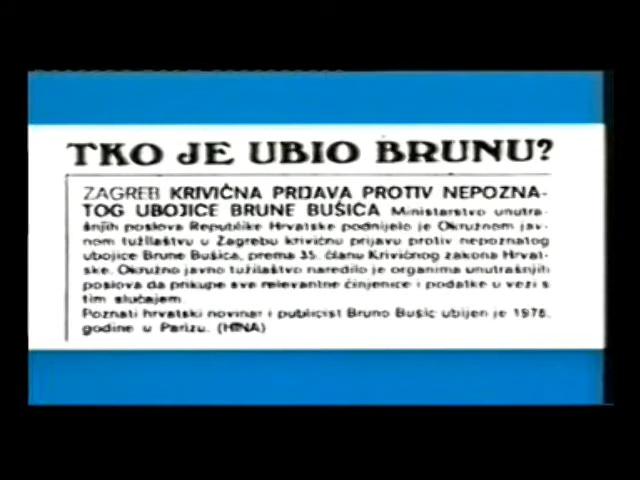 TKO JE UBIO BRUNU?
ZAGREB KRIVIČNA PRIJAVA PROTIV NEPOZNA-
TOG UBOJICE BRUNE BUŠICA Ministarstvo unutra-
šnjih poslova Republike Hrvatske podnijelo je Okružnom jav-
nom tužilaštvu u Zagrebu krivičnu prijavu protiv nepoznatog
ubojice Brune Bušića, prema 35. članu Krivičnog zakona Hrvat-
ske. Okružno javno tužilaštvo naredilo je organima unutrašnjih
poslova da prikupe sve relevantne činjenice i podatke u vezi s
tim slučajem.
Poznati hrvatski novinar i publicist Bruno Bušić ubijen je 1978.
godine u Parizu. (HINA)